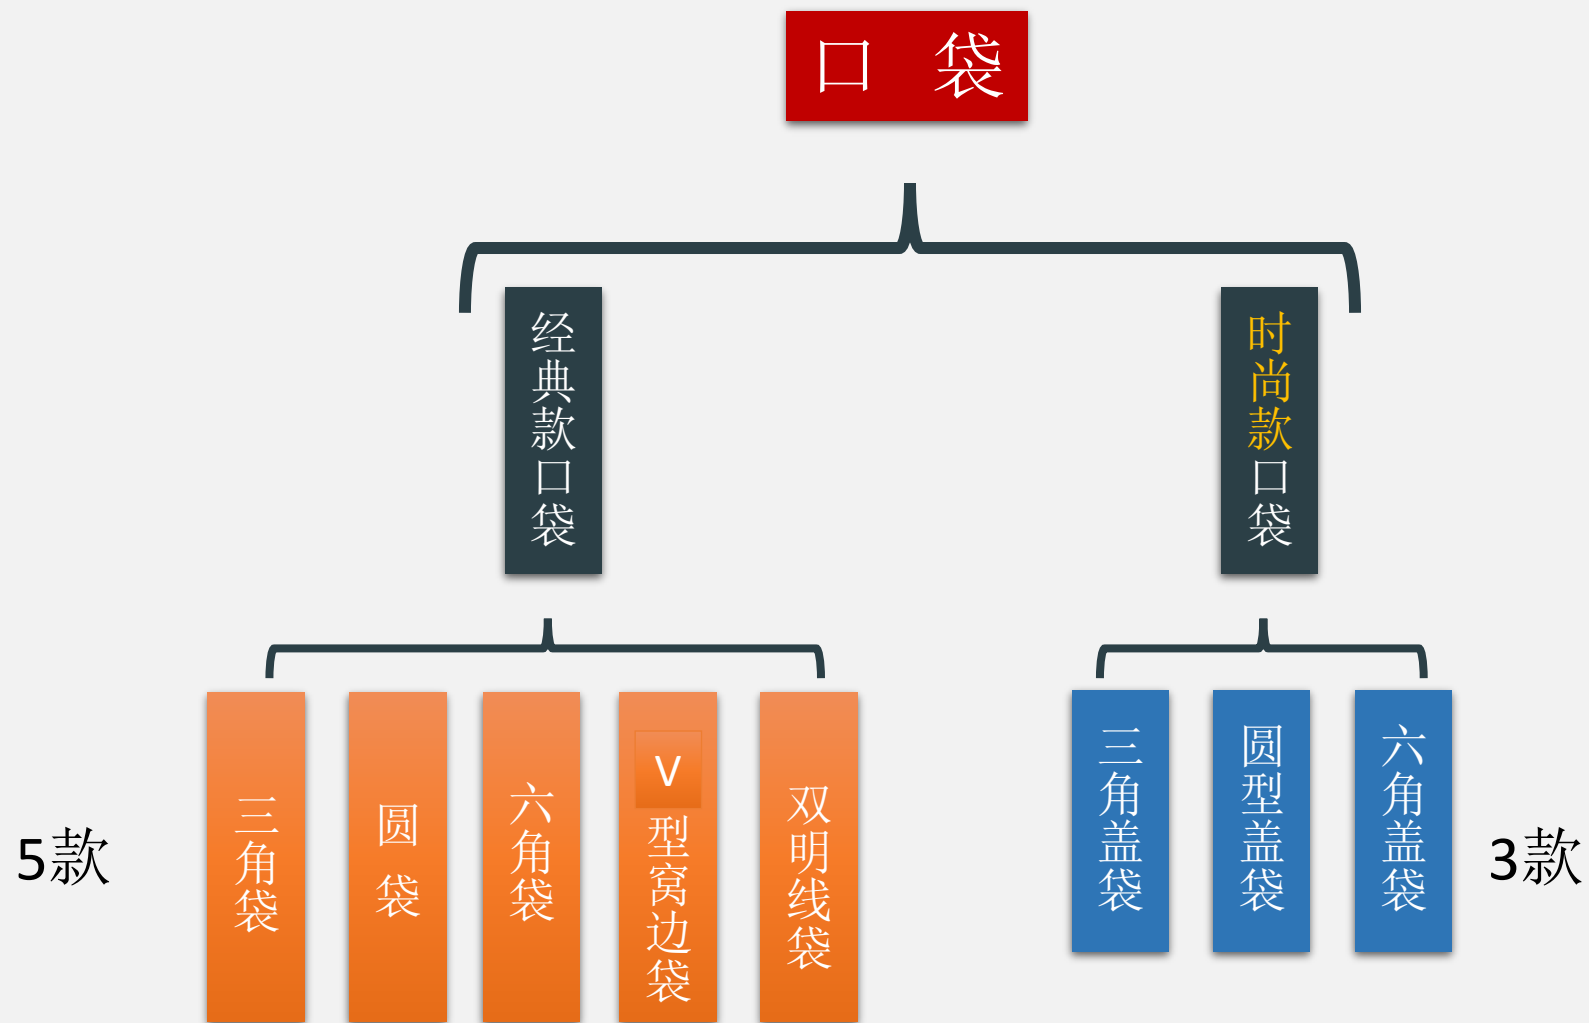 口 袋
经典款口袋
时尚款口袋
5款
三角袋
圆袋
六角袋
V型窝边袋
双明线袋
三角盖袋
圆型盖袋
六角盖袋
3款